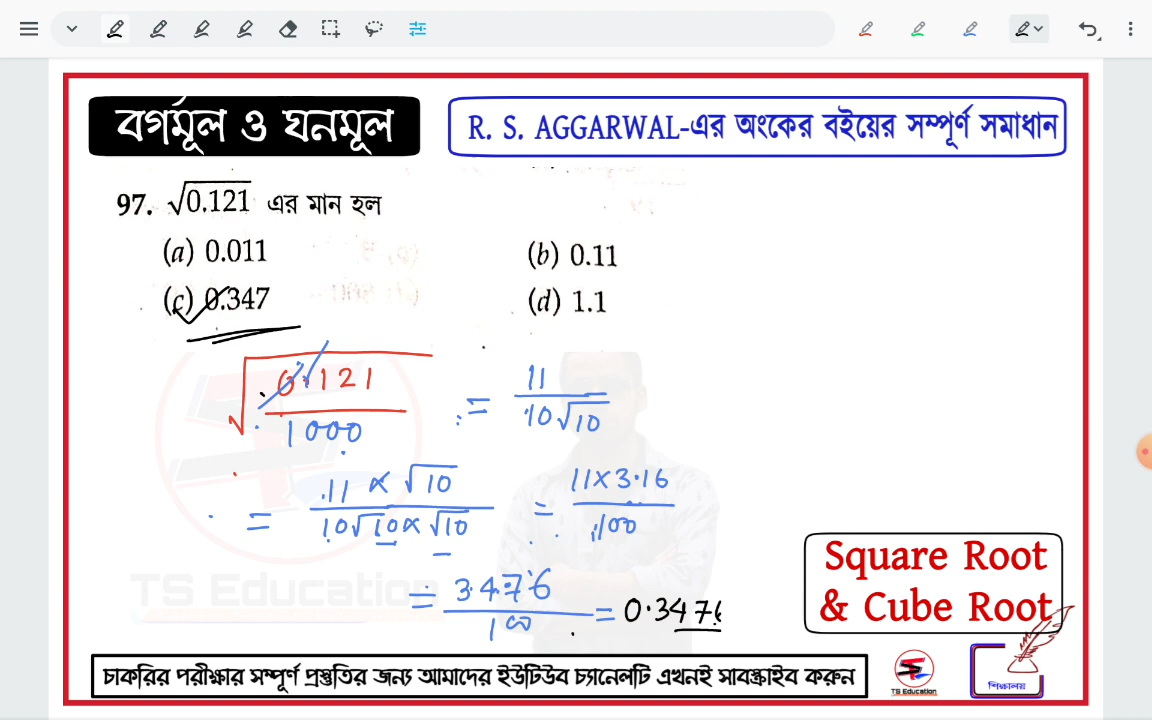 বর্গমূল ও ঘনমূল
R. S. AGGARWAL-এর অংকের বইয়ের সম্পূর্ণ সমাধান
97. √0.121 এর মান হল
(a) 0.011 (b) 0.11
(c) 0.347 (d) 1.1
√0.121/1000 = 11/10√10
= 11 × √10/10√10 × √10 = 11×3.16/100
= 34.76/100 = 0.3476
TS Education
Square Root
& Cube Root
চাকরির পরীক্ষার সম্পূর্ণ প্রস্তুতির জন্য আমাদের ইউটিউব চ্যানেলটি এখনই সাবস্ক্রাইব করুন
TS Education
শিক্ষালয়